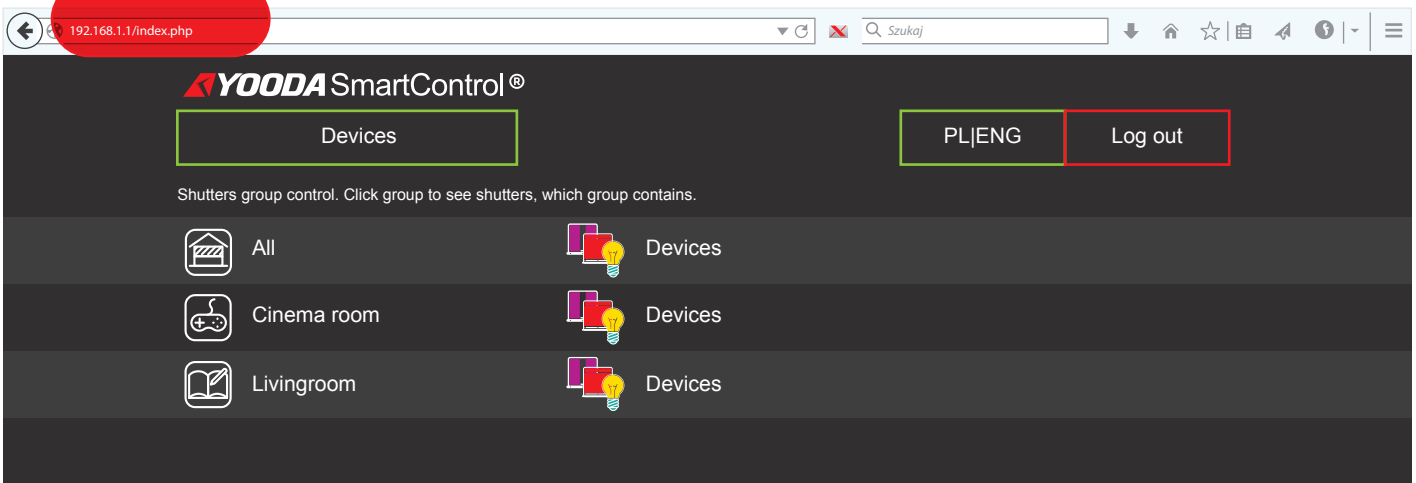 192.168.1.1/index.php
Szukaj
YOODA SmartControl ®
Devices
PL|ENG
Log out
Shutters group control. Click group to see shutters, which group contains.
All
Devices
Cinema room
Devices
Livingroom
Devices